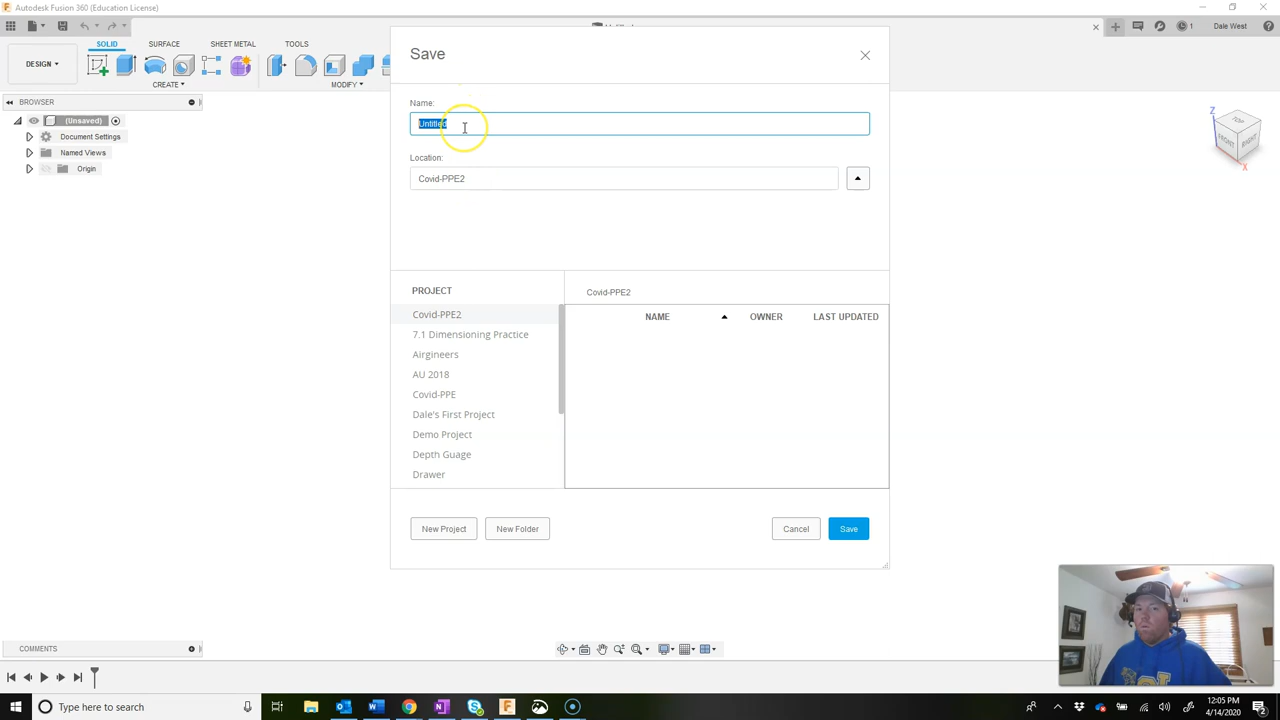 Autodesk Fusion 360 (Education License)
Dale West
SOLID
SURFACE
SHEET METAL
TOOLS
DESIGN
CREATE
MODIFY
BROWSER
(Unsaved)
Document Settings
Named Views
Origin
Save
Name:
Untitled
Location:
Covid-PPE2
PROJECT
Covid-PPE2
NAME
OWNER
LAST UPDATED
Covid-PPE2
7.1 Dimensioning Practice
Airgineers
AU 2018
Covid-PPE
Dale's First Project
Demo Project
Depth Guage
Drawer
New Project
New Folder
Cancel
Save
TOP
FRONT
RIGHT
Z
X
COMMENTS
Type here to search
12:05 PM
4/14/2020